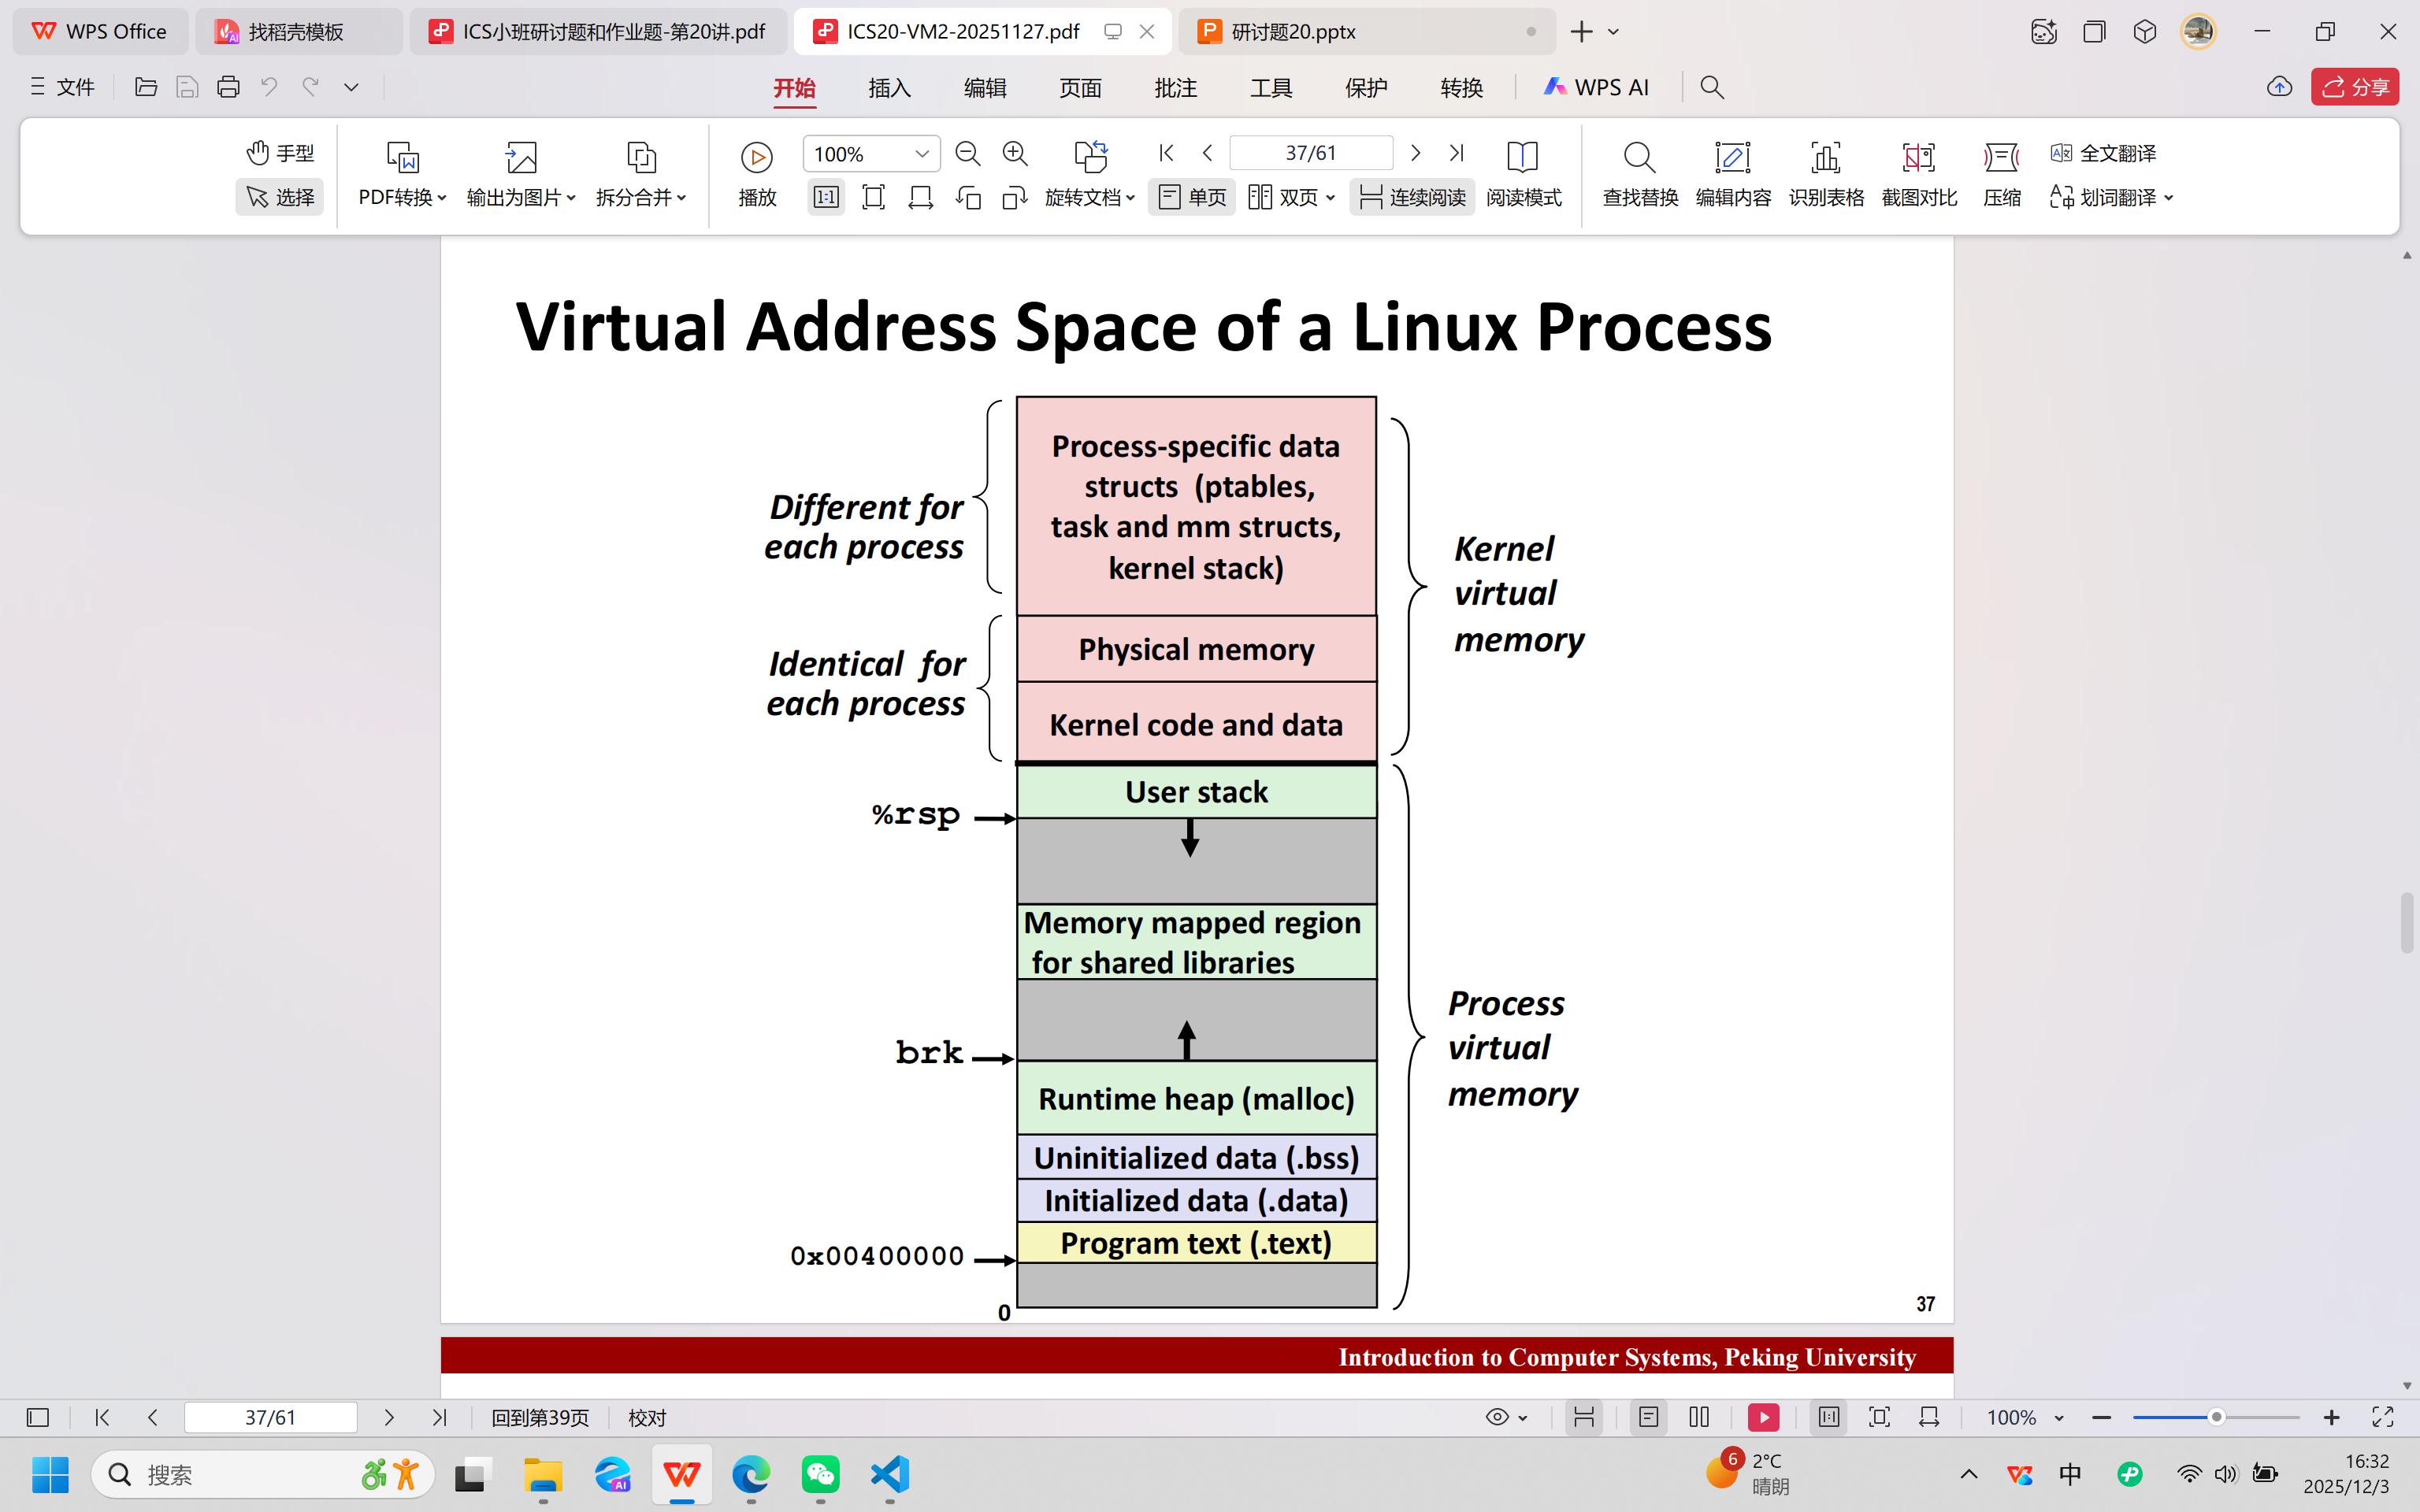 WPS Office
找稻壳模板
ICS小班研讨题和作业题-第20讲.pdf
ICS20-VM2-20251127.pdf
研讨题20.pptx
文件
开始
插入
编辑
页面
批注
工具
保护
转换
WPS AI
分享
手型
选择
PDF转换
输出为图片
拆分合并
播放
100%
37/61
旋转文档
单页
双页
连续阅读
阅读模式
查找替换
编辑内容
识别表格
截图对比
压缩
全文翻译
划词翻译
Virtual Address Space of a Linux Process
Different for
each process
Process-specific data
structs (ptables,
task and mm structs,
kernel stack)
Kernel
virtual
memory
Identical for
each process
Physical memory
Kernel code and data
User stack
%rsp
Memory mapped region
for shared libraries
Process
virtual
memory
brk
Runtime heap (malloc)
Uninitialized data (.bss)
Initialized data (.data)
Program text (.text)
0x00400000
0
37
Introduction to Computer Systems, Peking University
37/61
回到第39页
校对
100%
搜索
6
2°C
晴朗
中
16:32
2025/12/3